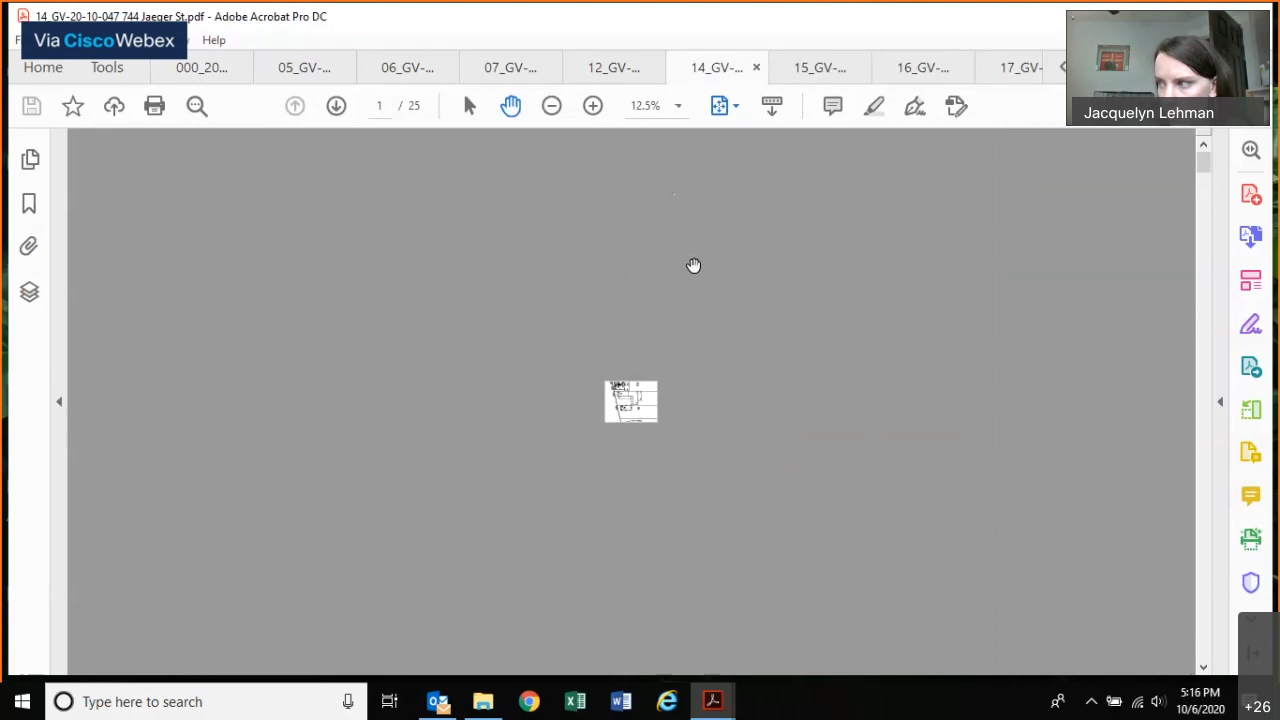 14_GV-20-10-047 744 Jaeger St.pdf - Adobe Acrobat Pro DC
Via CiscoWebex
Help
Home Tools 000_20... 05_GV-... 06_GV-... 07_GV-... 12_GV-... 14_GV-... × 15_GV-... 16_GV-... 17_GV-
1 / 25 12.5%
Jacquelyn Lehman
Type here to search
5:16 PM
10/6/2020
+26